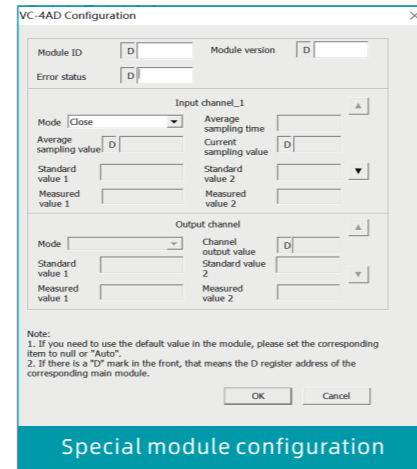 VC-4AD Configuration
Module ID D Module version D
Error status D
Input channel_1
Mode Close Average sampling time
Average sampling value D Current sampling value D
Standard value 1 Standard value 2
Measured value 1 Measured value 2
Output channel
Mode Channel output value D
Standard value 1 Standard value 2
Measured value 1 Measured value 2
Note:
1. If you need to use the default value in the module, please set the corresponding
item to null or "Auto".
2. If there is a "D" mark in the front, that means the D register address of the
corresponding main module.
OK Cancel
Special module configuration